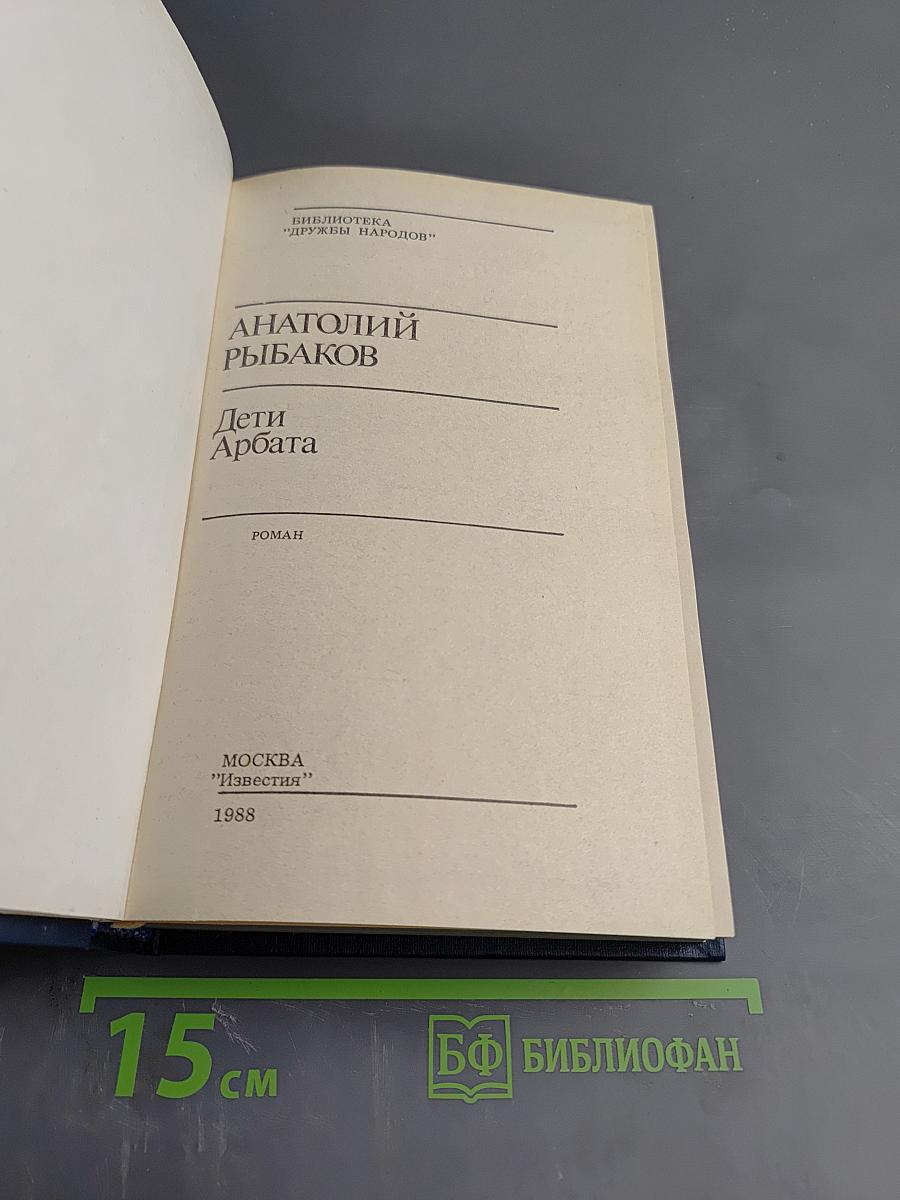 БИБЛИОТЕКА
"ДРУЖБЫ НАРОДОВ"
АНАТОЛИЙ
РЫБАКОВ
Дети
Арбата
РОМАН
МОСКВА
"Известия"
1988
15 см
БФ БИБЛИОФАН